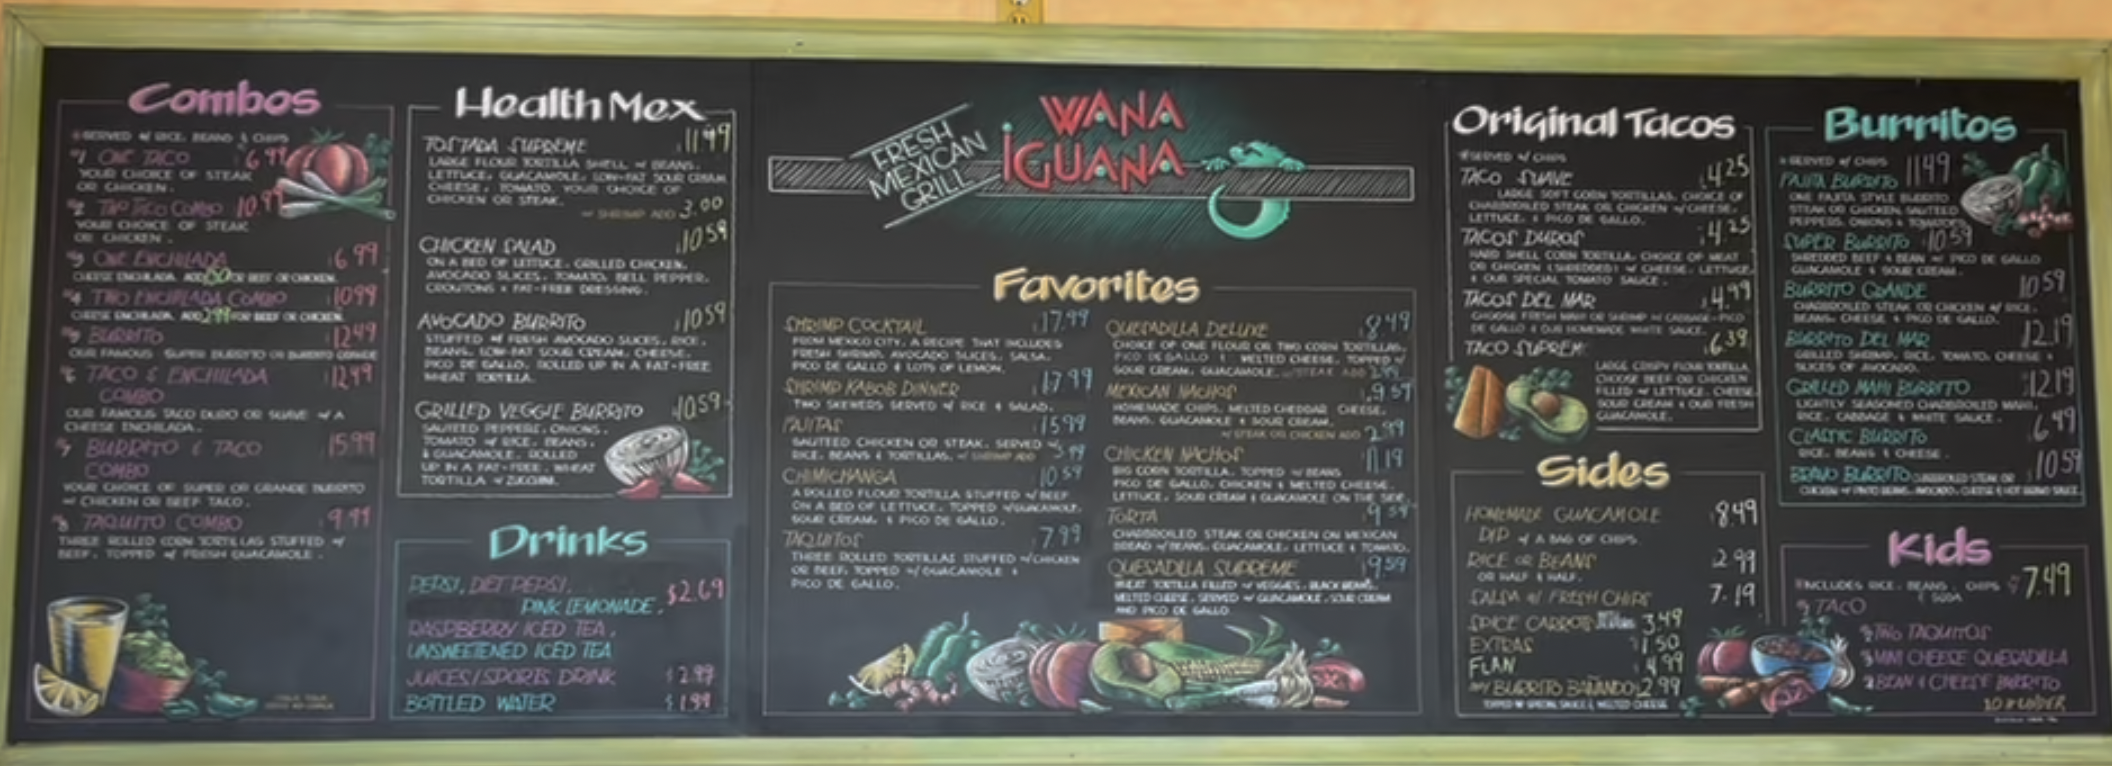 Combos
*SERVED w/ RICE, BEANS & CHIPS
#1 ONE TACO 6.99
YOUR CHOICE OF STEAK
OR CHICKEN.
#2 TWO TACO COMBO 10.99
YOUR CHOICE OF STEAK
OR CHICKEN.
#3 ONE ENCHILADA 6.99
CHEESE ENCHILADA. ADD .80 FOR BEEF OR CHICKEN.
#4 TWO ENCHILADA COMBO 10.99
CHEESE ENCHILADA. ADD 2.99 FOR BEEF OR CHICKEN.
#5 BURRITO 12.49
OUR FAMOUS SUPER BURRITO OR BURRITO GRANDE
#6 TACO & ENCHILADA 12.99
COMBO
OUR FAMOUS TACO DURO OR SUAVE w/ A
CHEESE ENCHILADA.
#7 BURRITO & TACO 15.99
COMBO
YOUR CHOICE OF SUPER OR GRANDE BURRITO
w/ CHICKEN OR BEEF TACO.
#8 TAQUITO COMBO 9.99
THREE ROLLED CORN TORTILLAS STUFFED w/
BEEF, TOPPED w/ FRESH GUACAMOLE.
Health Mex
TOSTADA SUPREME 11.99
LARGE FLOUR TORTILLA SHELL w/ BEANS,
LETTUCE, GUACAMOLE, LOW-FAT SOUR CREAM,
CHEESE, TOMATO, YOUR CHOICE OF
CHICKEN OR STEAK.
w/ SHRIMP ADD 3.00
CHICKEN SALAD 10.59
ON A BED OF LETTUCE, GRILLED CHICKEN,
AVOCADO SLICES, TOMATO, BELL PEPPER,
CROUTONS & FAT-FREE DRESSING.
AVOCADO BURRITO 10.59
STUFFED w/ FRESH AVOCADO SLICES, RICE,
BEANS, LOW-FAT SOUR CREAM, CHEESE,
PICO DE GALLO, ROLLED UP IN A FAT-FREE
WHEAT TORTILLA.
GRILLED VEGGIE BURRITO 10.59
SAUTEED PEPPERS, ONIONS,
TOMATO w/ RICE, BEANS,
& GUACAMOLE, ROLLED
UP IN A FAT-FREE, WHEAT
TORTILLA w/ ZUCCHINI.
Drinks
PEPSI, DIET PEPSI,
PINK LEMONADE, $2.69
RASPBERRY ICED TEA,
UNSWEETENED ICED TEA
JUICES/SPORTS DRINK $2.99
BOTTLED WATER $1.99
FRESH MEXICAN GRILL
WANA
IGUANA
Favorites
SHRIMP COCKTAIL 17.99
FROM MEXICO CITY, A RECIPE THAT INCLUDES
FRESH SHRIMP, AVOCADO SLICES, SALSA,
PICO DE GALLO & LOTS OF LEMON.
SHRIMP KABOB DINNER 17.99
TWO SKEWERS SERVED w/ RICE & SALAD.
FAJITAS 15.99
SAUTEED CHICKEN OR STEAK, SERVED w/
RICE, BEANS & TORTILLAS. w/ SHRIMP ADD
CHIMICHANGA 10.59
A ROLLED FLOUR TORTILLA STUFFED w/ BEEF
ON A BED OF LETTUCE, TOPPED w/ GUACAMOLE,
SOUR CREAM, & PICO DE GALLO.
TAQUITOS 7.99
THREE ROLLED TORTILLAS STUFFED w/ CHICKEN
OR BEEF, TOPPED w/ GUACAMOLE &
PICO DE GALLO.
QUESADILLA DELUXE 8.49
CHOICE OF ONE FLOUR OR TWO CORN TORTILLAS,
PICO DE GALLO & MELTED CHEESE, TOPPED w/
SOUR CREAM, GUACAMOLE. w/ STEAK ADD 2.99
MEXICAN NACHOS 9.59
HOMEMADE CHIPS, MELTED CHEDDAR CHEESE,
BEANS, GUACAMOLE & SOUR CREAM.
w/ STEAK OR CHICKEN ADD 2.99
CHICKEN NACHOS 11.19
BIG CORN TORTILLA, TOPPED w/ BEANS
PICO DE GALLO, CHICKEN & MELTED CHEESE,
LETTUCE, SOUR CREAM & GUACAMOLE ON THE SIDE.
TORTA 9.59
CHARBROILED STEAK OR CHICKEN ON MEXICAN
BREAD w/ BEANS, GUACAMOLE, LETTUCE & TOMATO.
QUESADILLA SUPREME 9.59
WHEAT TORTILLA FILLED w/ VEGGIES, BLACK BEANS,
MELTED CHEESE, SERVED w/ GUACAMOLE, SOUR CREAM
AND PICO DE GALLO
Original Tacos
*SERVED w/ CHIPS
TACO SUAVE 4.25
LARGE SOFT CORN TORTILLAS, CHOICE OF
CHARBROILED STEAK OR CHICKEN w/ CHEESE,
LETTUCE, & PICO DE GALLO.
TACOS DUROS 4.25
HARD SHELL CORN TORTILLA, CHOICE OF MEAT
OR CHICKEN (SHREDDED) w/ CHEESE, LETTUCE,
& OUR SPECIAL TOMATO SAUCE.
TACOS DEL MAR 4.99
CHOOSE FRESH MAHI OR SHRIMP w/ CABBAGE, PICO
DE GALLO & OUR HOMEMADE WHITE SAUCE.
TACO SUPREME 6.39
LARGE CRISPY FLOUR TORTILLA
CHOOSE BEEF OR CHICKEN
FILLED w/ LETTUCE, CHEESE,
SOUR CREAM & OUR FRESH
GUACAMOLE.
Sides
HOMEMADE GUACAMOLE 8.49
DIP w/ A BAG OF CHIPS.
RICE OR BEANS 2.99
OR HALF & HALF.
SALSA w/ FRESH CHIPS 7.19
SPICE CARROTS 3.49
EXTRAS 1.50
FLAN 4.99
ANY BURRITO BAÑANDO 2.99
TOPPED w/ SPECIAL SAUCE & MELTED CHEESE
Burritos
*SERVED w/ CHIPS
FAJITA BURRITO 11.49
ONE FAJITA STYLE BURRITO
STEAK OR CHICKEN, SAUTEED
PEPPERS, ONIONS & TOMATOES
SUPER BURRITO 10.59
SHREDDED BEEF & BEAN w/ PICO DE GALLO
GUACAMOLE & SOUR CREAM.
BURRITO GRANDE 10.59
CHARBROILED STEAK OR CHICKEN w/ RICE,
BEANS, CHEESE & PICO DE GALLO.
BURRITO DEL MAR 12.19
GRILLED SHRIMP, RICE, TOMATO, CHEESE &
SLICES OF AVOCADO.
GRILLED MAHI BURRITO 12.19
LIGHTLY SEASONED CHARBROILED MAHI,
RICE, CABBAGE & WHITE SAUCE.
CLASSIC BURRITO 6.49
RICE, BEANS & CHEESE.
BRAVO BURRITO CHARBROILED STEAK OR 10.59
CHICKEN w/ PINTO BEANS, AVOCADO, CHEESE & HOT BRAVO SAUCE.
Kids
*INCLUDES RICE, BEANS, CHIPS & SODA $7.49
TACO
TWO TAQUITOS
MINI CHEESE QUESADILLA
BEAN & CHEESE BURRITO
10 & UNDER